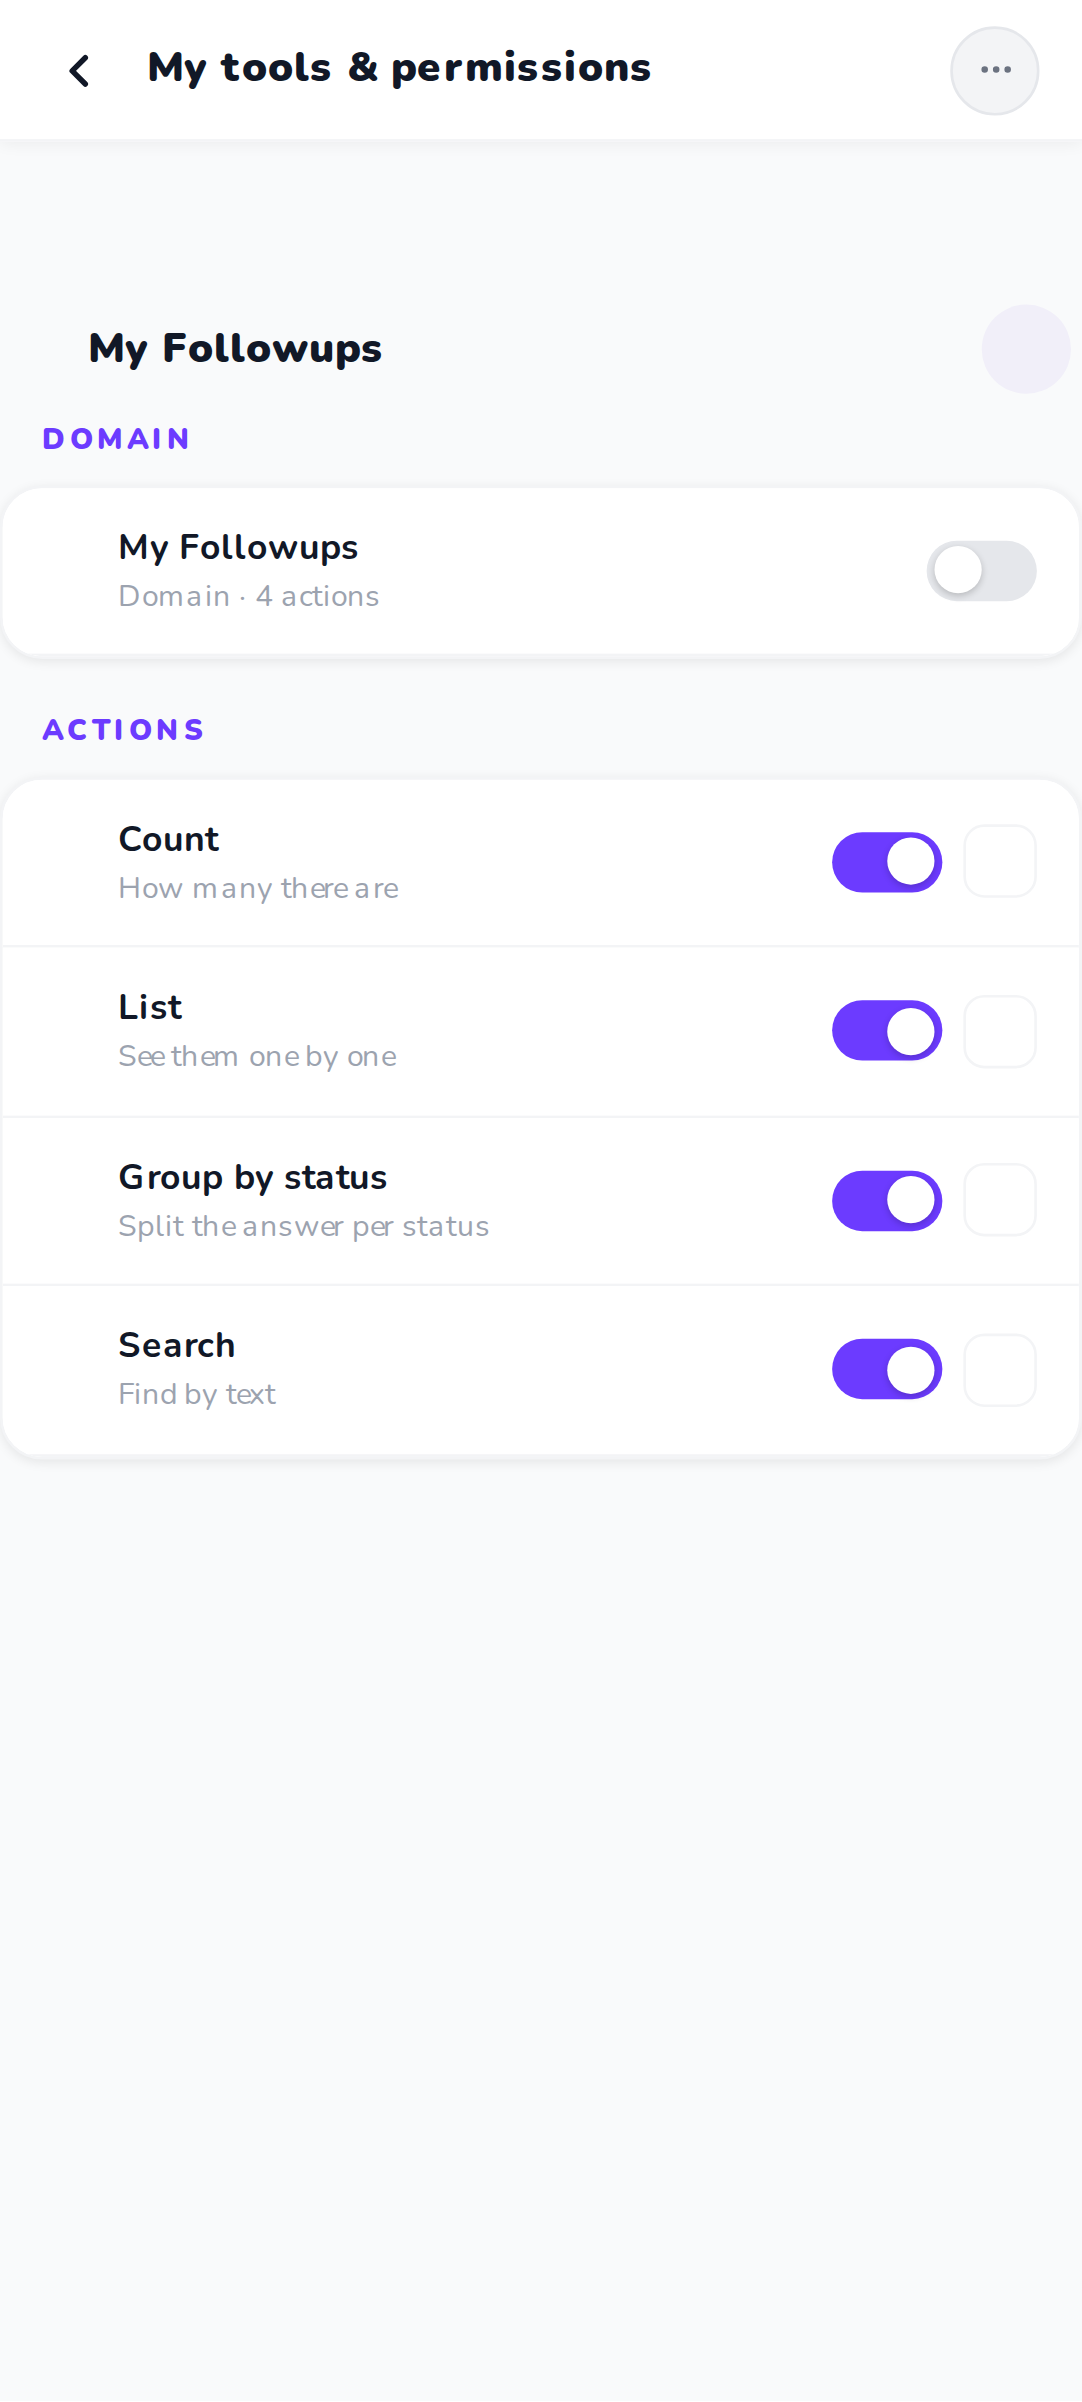 My tools & permissions
My Followups
DOMAIN
My Followups
Domain · 4 actions
ACTIONS
Count
How many there are
List
See them one by one
Group by status
Split the answer per status
Search
Find by text